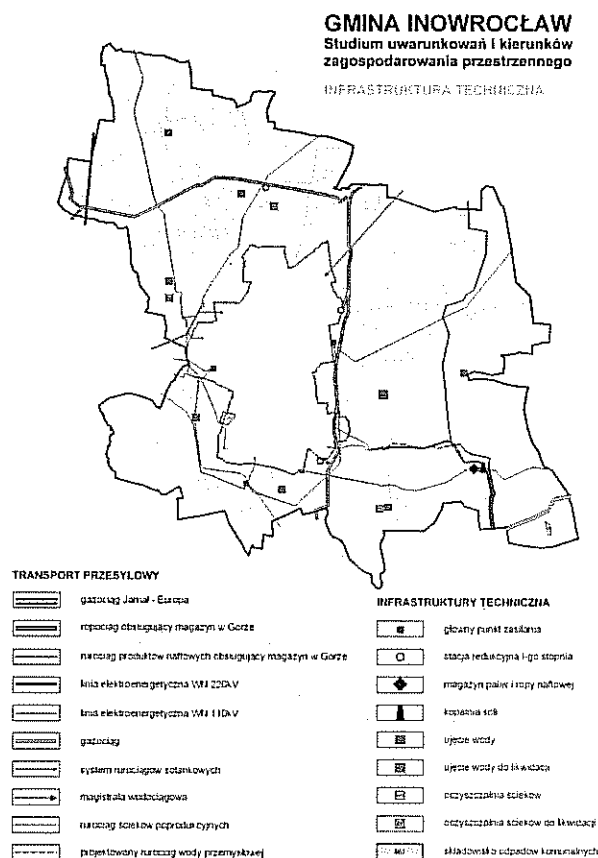 GMINA INOWROCŁAW
Studium uwarunkowań i kierunków
zagospodarowania przestrzennego
INFRASTRUKTURA TECHNICZNA
TRANSPORT PRZESYŁOWY
gazociąg Jamał - Europa
ropociąg obsługujący magazyn w Górze
rurociąg produktów naftowych obsługujący magazyn w Górze
linia elektroenergetyczna WN 220kV
linia elektroenergetyczna WN 110kV
gazociąg
system rurociągów solankowych
magistrala wodociągowa
rurociąg ścieków poprodukcyjnych
projektowany rurociąg wody przemysłowej
INFRASTRUKTURY TECHNICZNA
główny punkt zasilania
stacja redukcyjna I-go stopnia
magazyn paliw i ropy naftowej
kopalnia soli
ujęcie wody
ujęcie wody do likwidacji
oczyszczalnia ścieków
oczyszczalnia ścieków do likwidacji
składowisko odpadów komunalnych